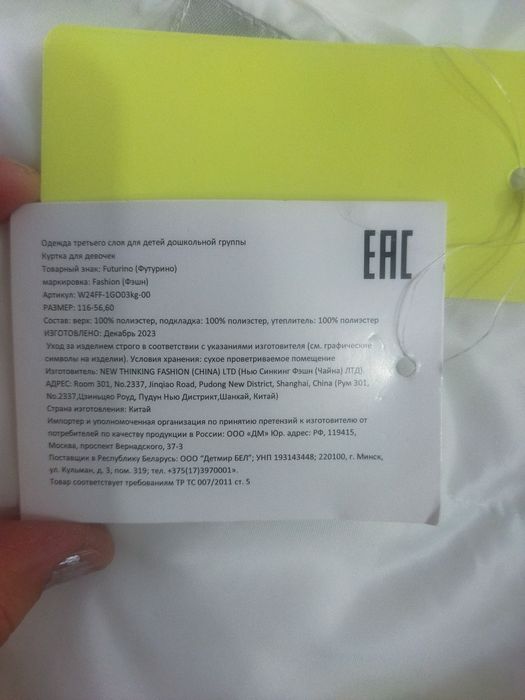 Одежда третьего слоя для детей дошкольной группы
Куртка для девочек
Товарный знак: Futurino (Футурино)
маркировка: Fashion (Фэшн)
Артикул: W24FF-1GO03kg-00
РАЗМЕР: 116-56,60
Состав: верх: 100% полиэстер, подкладка: 100% полиэстер, утеплитель: 100% полиэстер
ИЗГОТОВЛЕНО: Декабрь 2023
Уход за изделием строго в соответствии с указаниями изготовителя (см. графические
символы на изделии). Условия хранения: сухое проветриваемое помещение
Изготовитель: NEW THINKING FASHION (CHINA) LTD (Нью Синкинг Фэшн (Чайна) ЛТД).
АДРЕС: Room 301, No.2337, Jinqiao Road, Pudong New District, Shanghai, China (Рум 301,
No.2337,Цзиньцяо Роуд, Пудун Нью Дистрикт,Шанхай, Китай)
Страна изготовления: Китай
Импортер и уполномоченная организация по принятию претензий к изготовителю от
потребителей по качеству продукции в России: ООО «ДМ» Юр. адрес: РФ, 119415,
Москва, проспект Вернадского, 37-3
Поставщик в Республику Беларусь: ООО "Детмир БЕЛ"; УНП 193143448; 220100, г. Минск,
ул. Кульман, д. 3, пом. 319; тел. +375(17)3970001».
Товар соответствует требованиям ТР ТС 007/2011 ст. 5
EAC